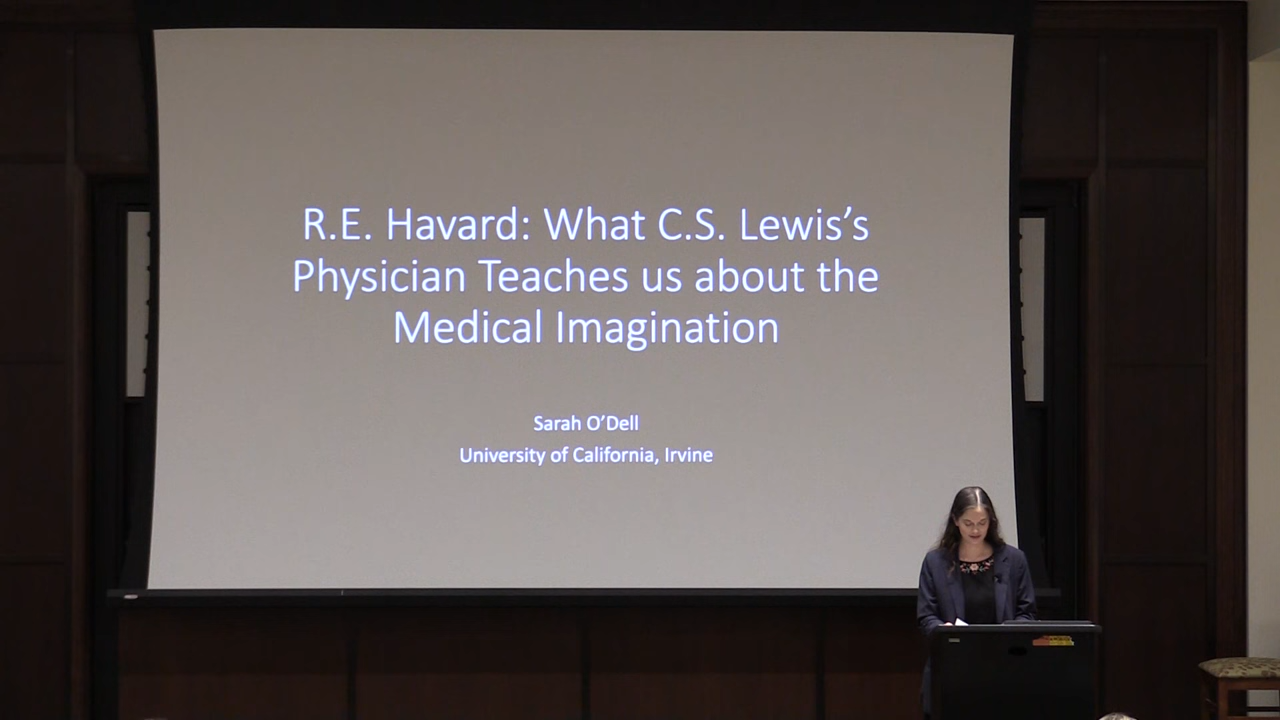 R.E. Havard: What C.S. Lewis’s
Physician Teaches us about the
Medical Imagination
Sarah O’Dell
University of California, Irvine